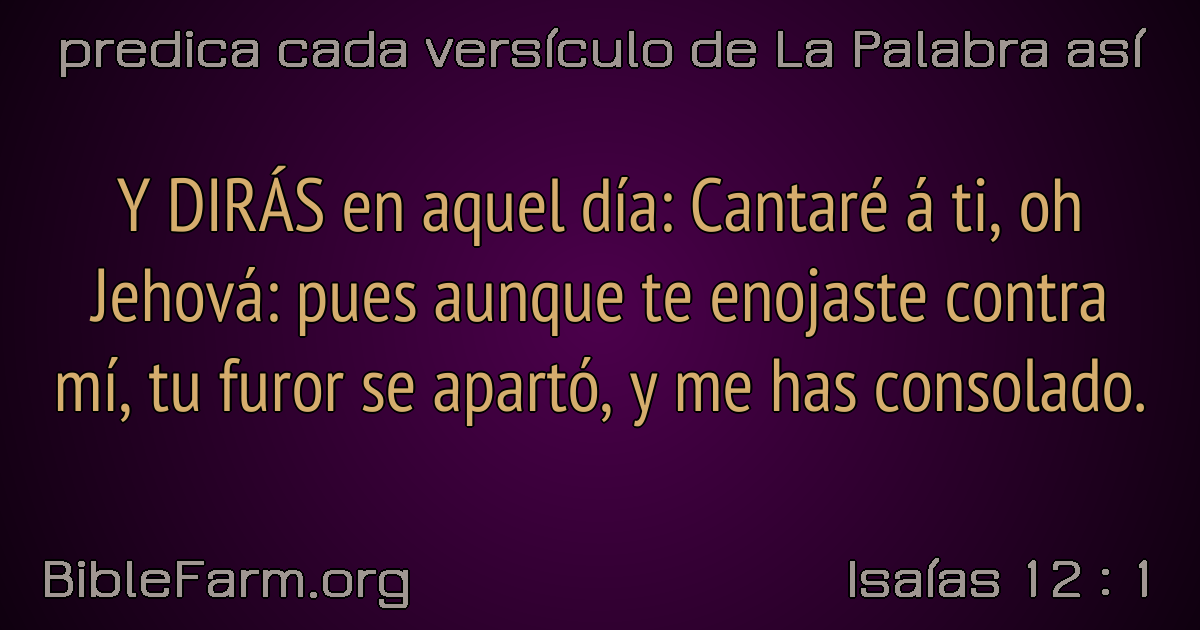 predica cada versículo de La Palabra así
Y DIRÁS en aquel día: Cantaré á ti, oh
Jehová: pues aunque te enojaste contra
mí, tu furor se apartó, y me has consolado.
BibleFarm.org
Isaías 12 : 1